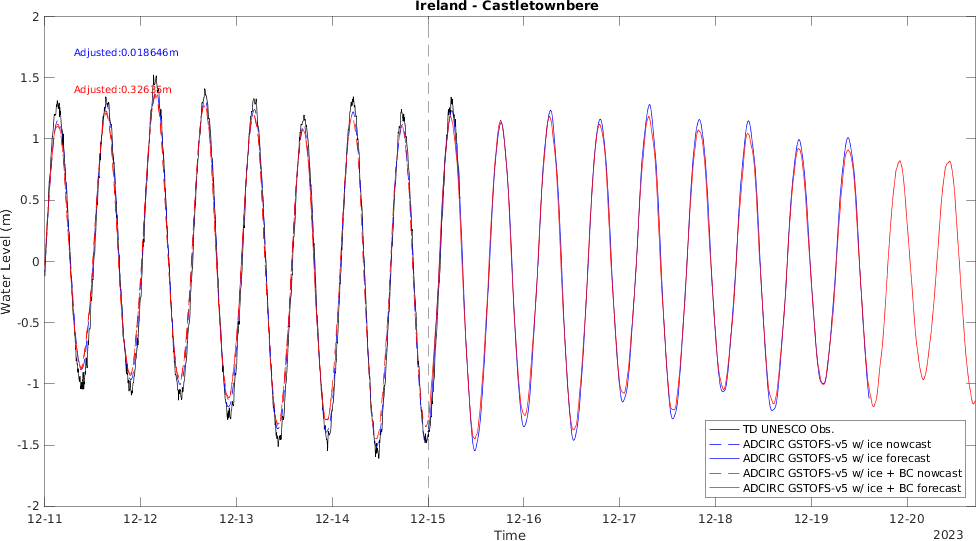 Ireland - Castletownbere
Adjusted:0.018646m
Water Level (m)
2
1.5
1
0.5
0
-0.5
-1
-1.5
-2
12-11
12-12
12-13
12-14
12-15
12-16
12-17
12-18
12-19
12-20
Time
2023
TD UNESCO Obs.
ADCIRC GSTOFS-v5 w/ ice nowcast
ADCIRC GSTOFS-v5 w/ ice forecast
ADCIRC GSTOFS-v5 w/ ice + BC nowcast
ADCIRC GSTOFS-v5 w/ ice + BC forecast